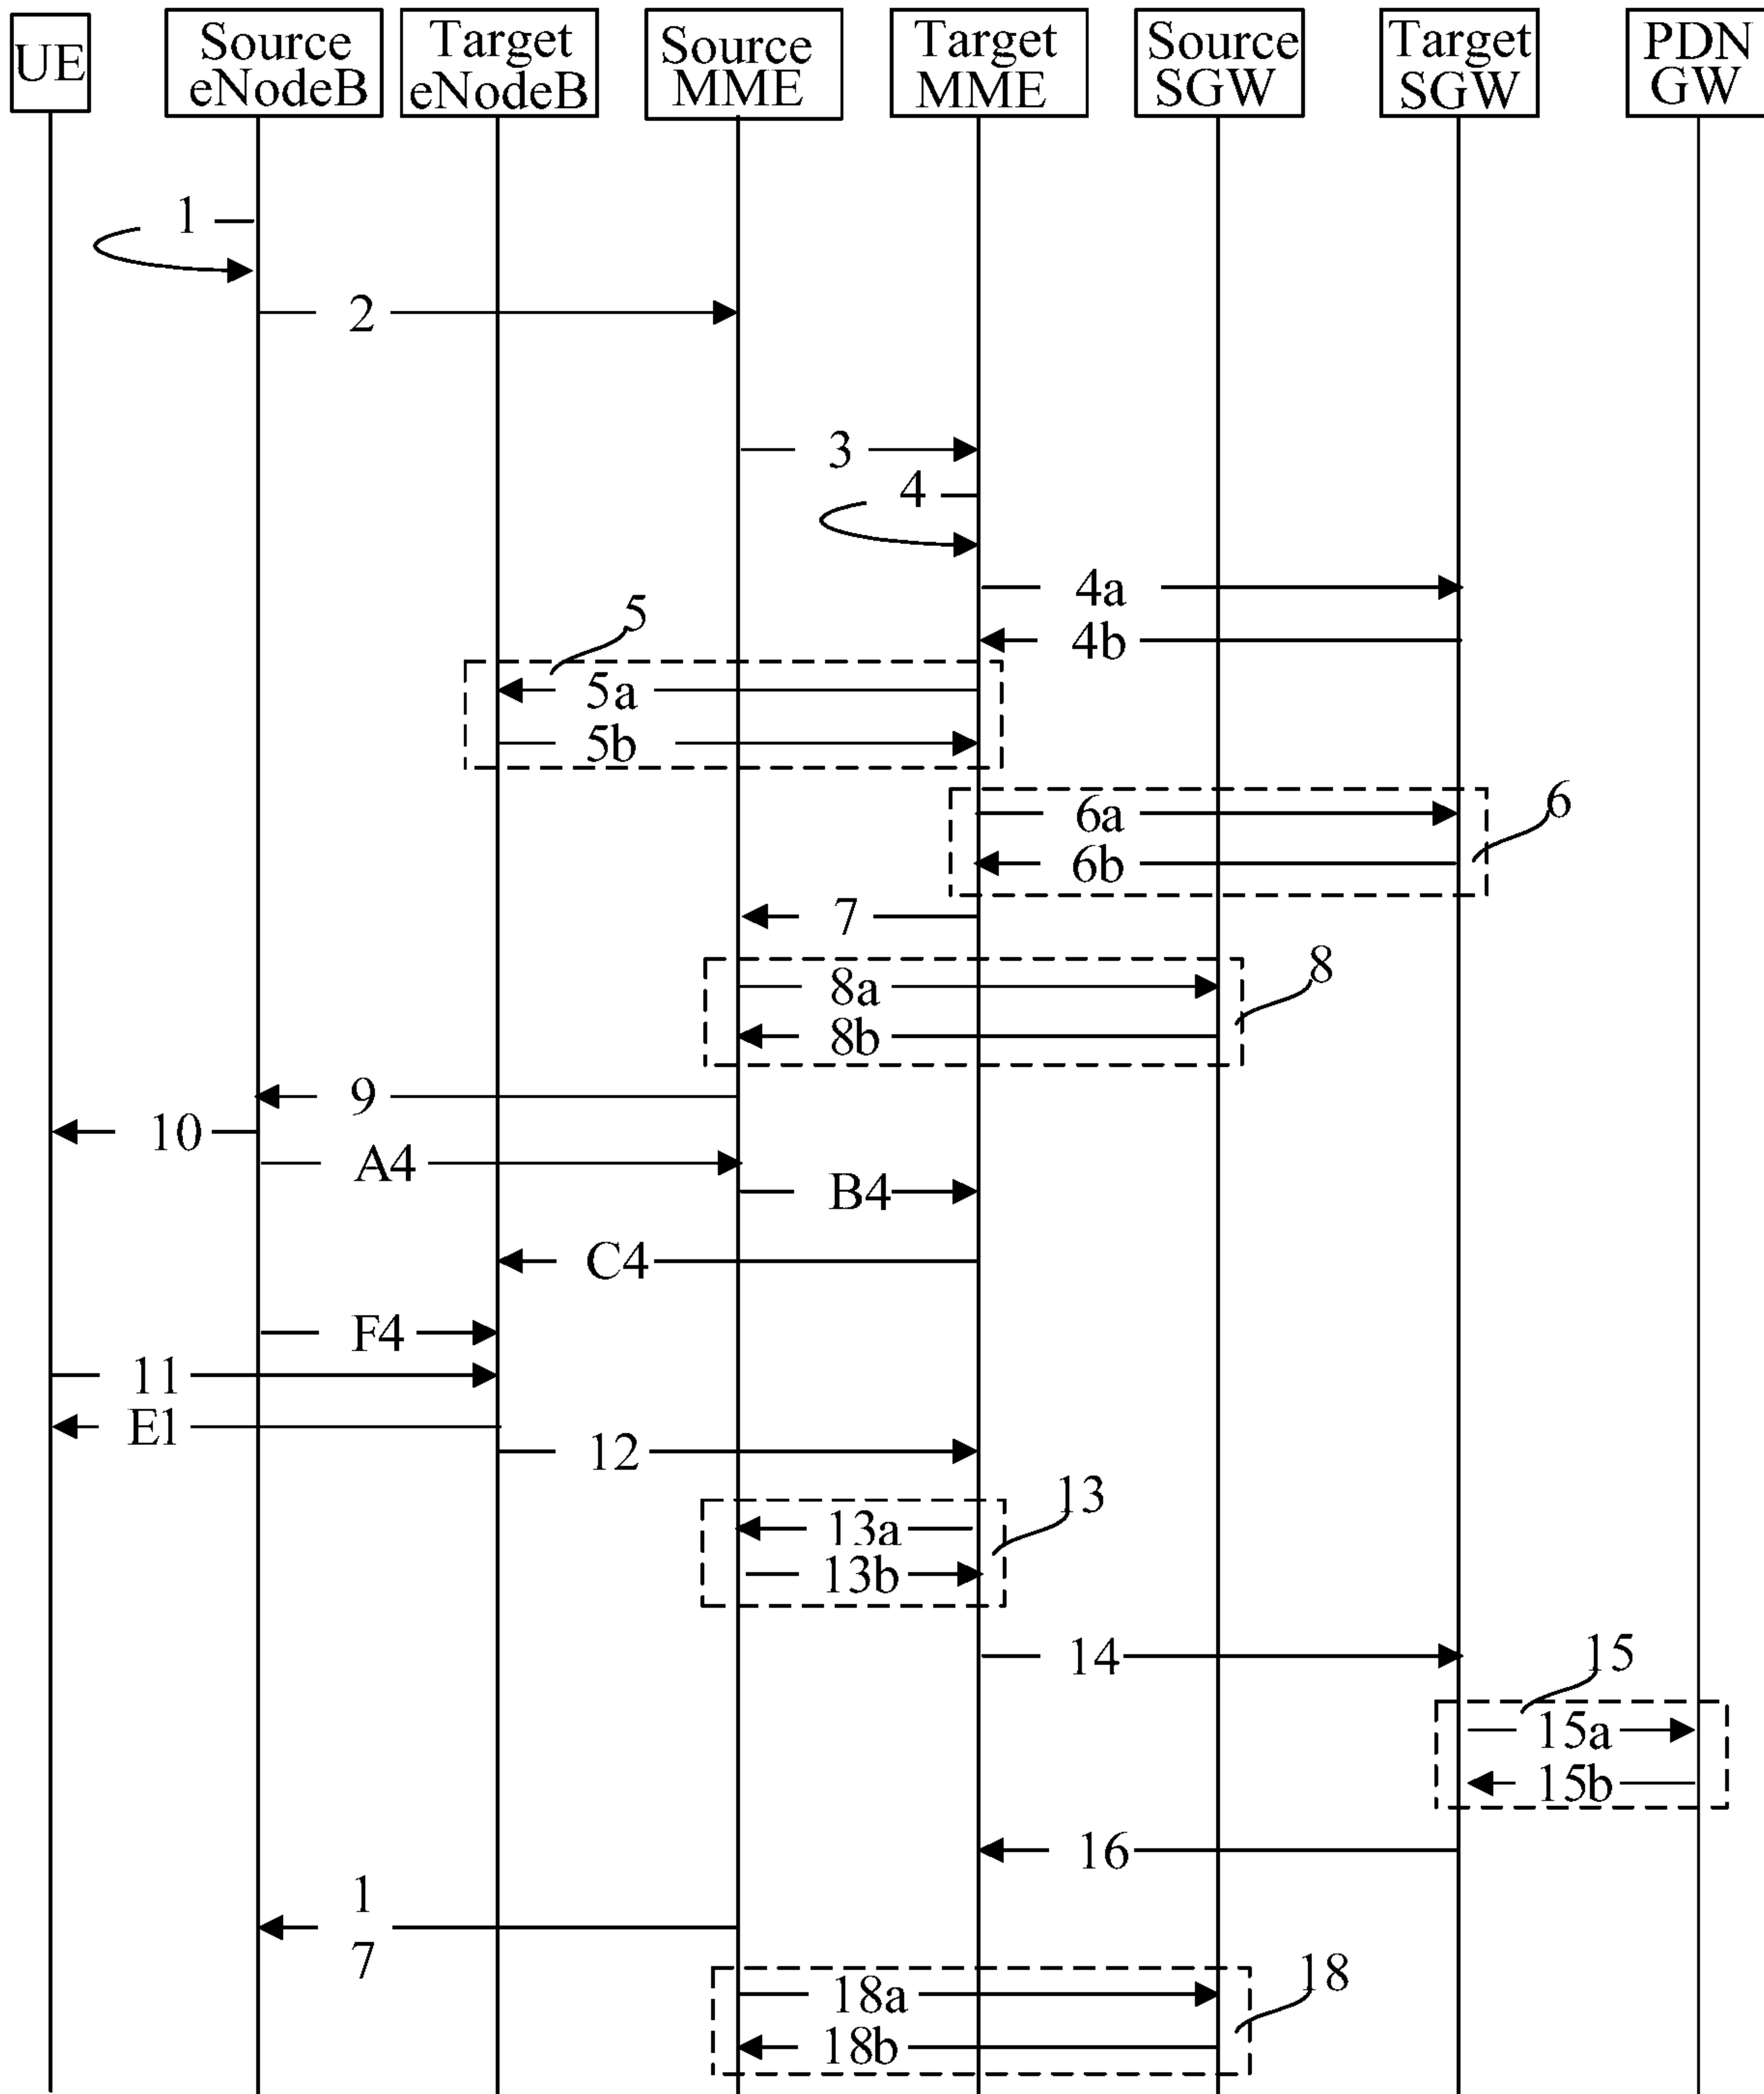 UE
Source
eNodeB
Target
eNodeB
Source
MME
Target
MME
Source
SGW
Target
SGW
PDN
GW
1
2
3
4
4a
4b
5
5a
5b
6
6a
6b
7
8
8a
8b
9
10
A4
B4
C4
F4
11
E1
12
13
13a
13b
14
15
15a
15b
16
1
7
18
18a
18b